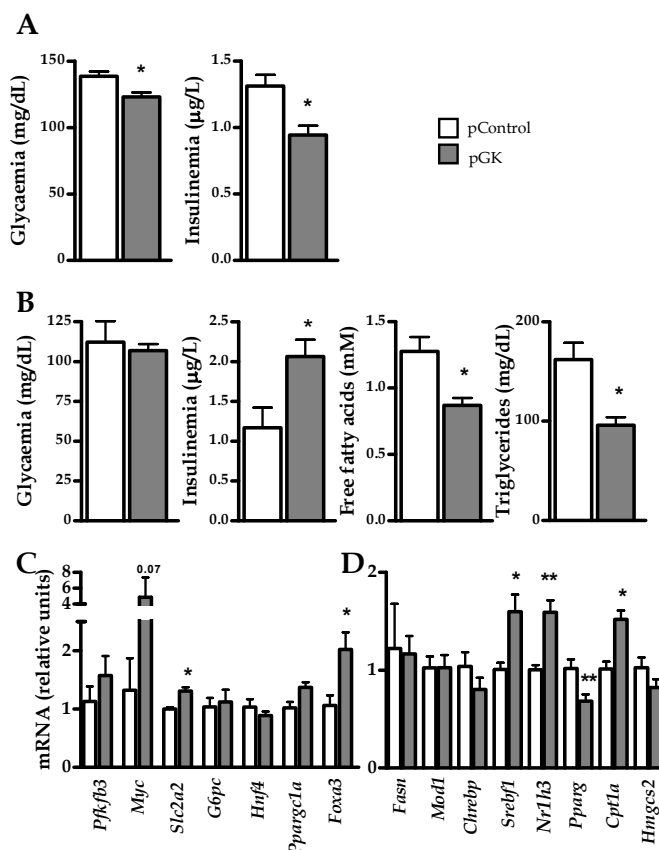 A
Glycaemia (mg/dL)
150
100
50
0
*
Insulinemia (µg/L)
1.5
1.0
0.5
0.0
*
pControl
pGK
B
Glycaemia (mg/dL)
125
100
75
50
25
0
Insulinemia (µg/L)
2.5
2.0
1.5
1.0
0.5
0.0
*
Free fatty acids (mM)
1.5
1.0
0.5
0.0
*
Triglycerides (mg/dL)
200
100
0
*
C
mRNA (relative units)
8
6
4
2
1
0
0.07
*
*
Pfkfb3
Myc
Slc2a2
G6pc
Hnf4
Ppargc1a
Foxa3
D
2
1
0
*
**
**
*
Fasn
Mod1
Chrebp
Srebf1
Nr1h3
Pparg
Cpt1a
Hmgcs2